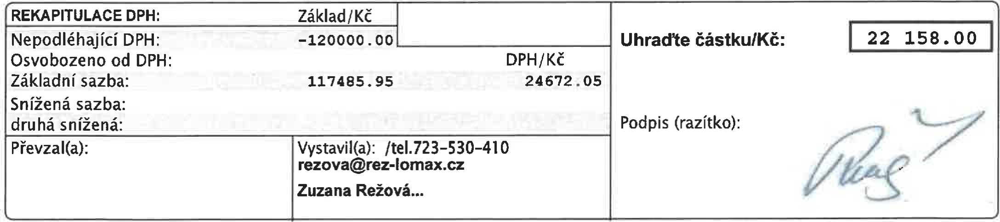 REKAPITULACE DPH: Základ/Kč
Nepodléhající DPH: -120000.00
Osvobozeno od DPH: DPH/Kč
Základní sazba: 117485.95 24672.05
Snížená sazba:
druhá snížená:
Převzal(a):
Vystavil(a): /tel.723-530-410
rezova@rez-lomax.cz
Zuzana Režová...
Uhraďte částku/Kč: 22 158.00
Podpis (razítko):